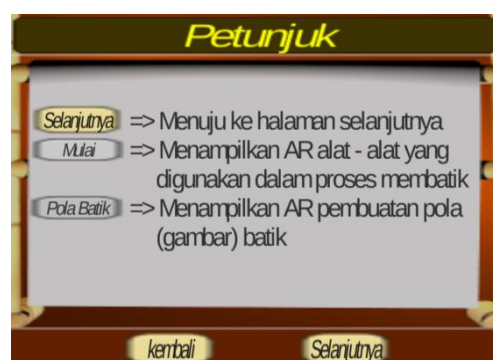 Petunjuk
Selanjutnya => Menuju ke halaman selanjutnya
Mulai => Menampilkan AR alat - alat yang
digunakan dalam proses membatik
Pola Batik => Menampilkan AR pembuatan pola
(gambar) batik
kembali Selanjutnya